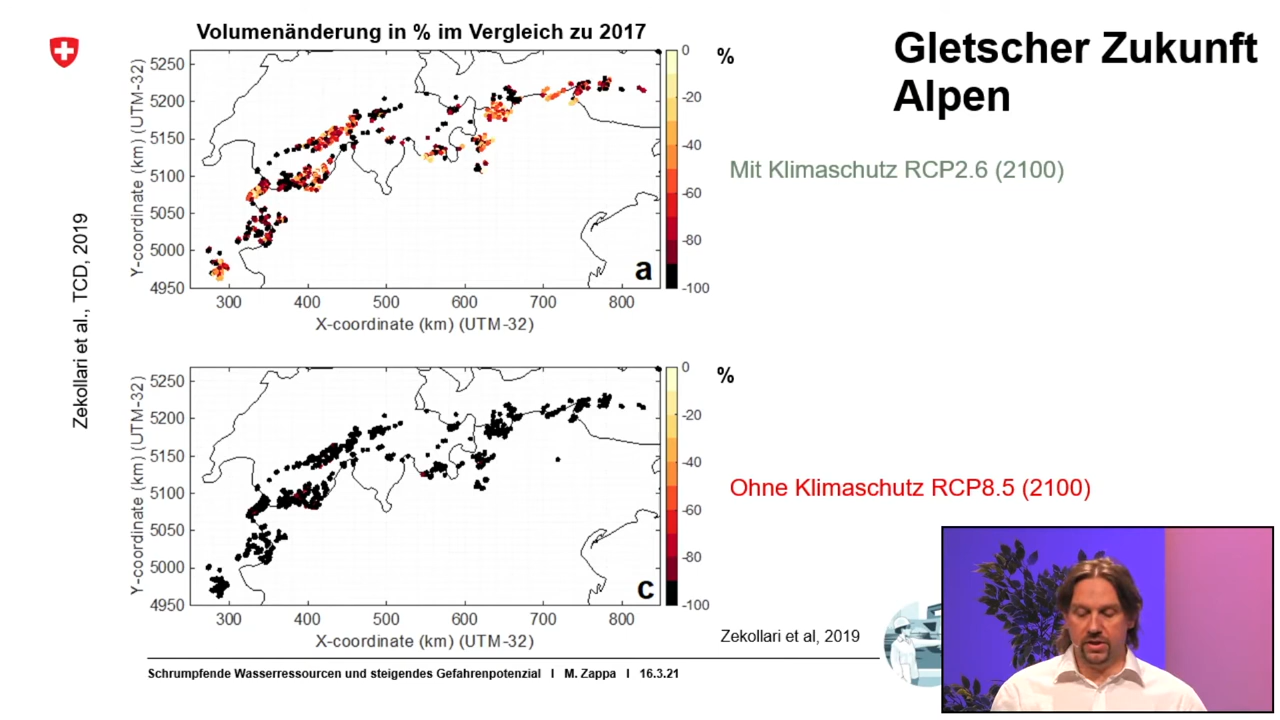 Volumenänderung in % im Vergleich zu 2017
Gletscher Zukunft
Alpen
Zekollari et al., TCD, 2019
Y-coordinate (km) (UTM-32)
5250
5200
5150
5100
5050
5000
4950
300
400
500
600
700
800
X-coordinate (km) (UTM-32)
a
0
-20
-40
-60
-80
-100
%
Mit Klimaschutz RCP2.6 (2100)
Y-coordinate (km) (UTM-32)
5250
5200
5150
5100
5050
5000
4950
300
400
500
600
700
800
X-coordinate (km) (UTM-32)
c
0
-20
-40
-60
-80
-100
%
Ohne Klimaschutz RCP8.5 (2100)
Zekollari et al, 2019
Schrumpfende Wasserressourcen und steigendes Gefahrenpotenzial I M. Zappa I 16.3.21